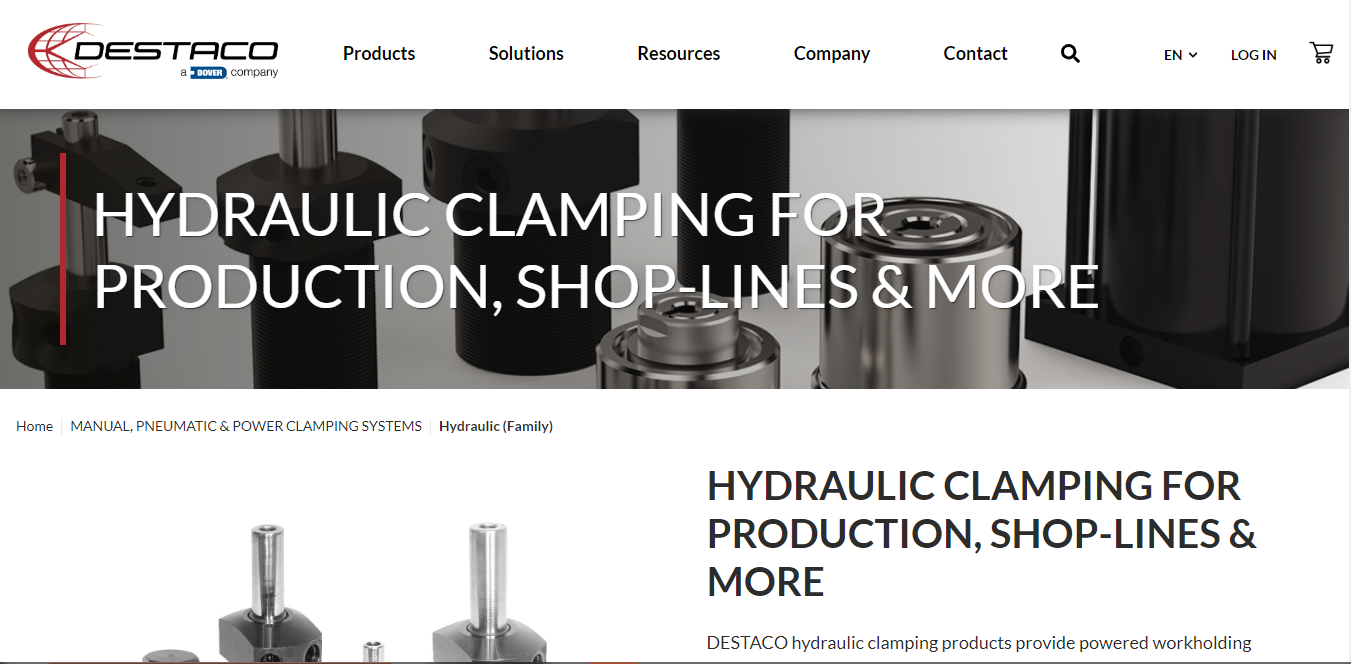 DESTACO
a DOVER company
Products
Solutions
Resources
Company
Contact
EN
LOG IN
HYDRAULIC CLAMPING FOR
PRODUCTION, SHOP-LINES & MORE
Home
MANUAL, PNEUMATIC & POWER CLAMPING SYSTEMS
Hydraulic (Family)
HYDRAULIC CLAMPING FOR
PRODUCTION, SHOP-LINES &
MORE
DESTACO hydraulic clamping products provide powered workholding